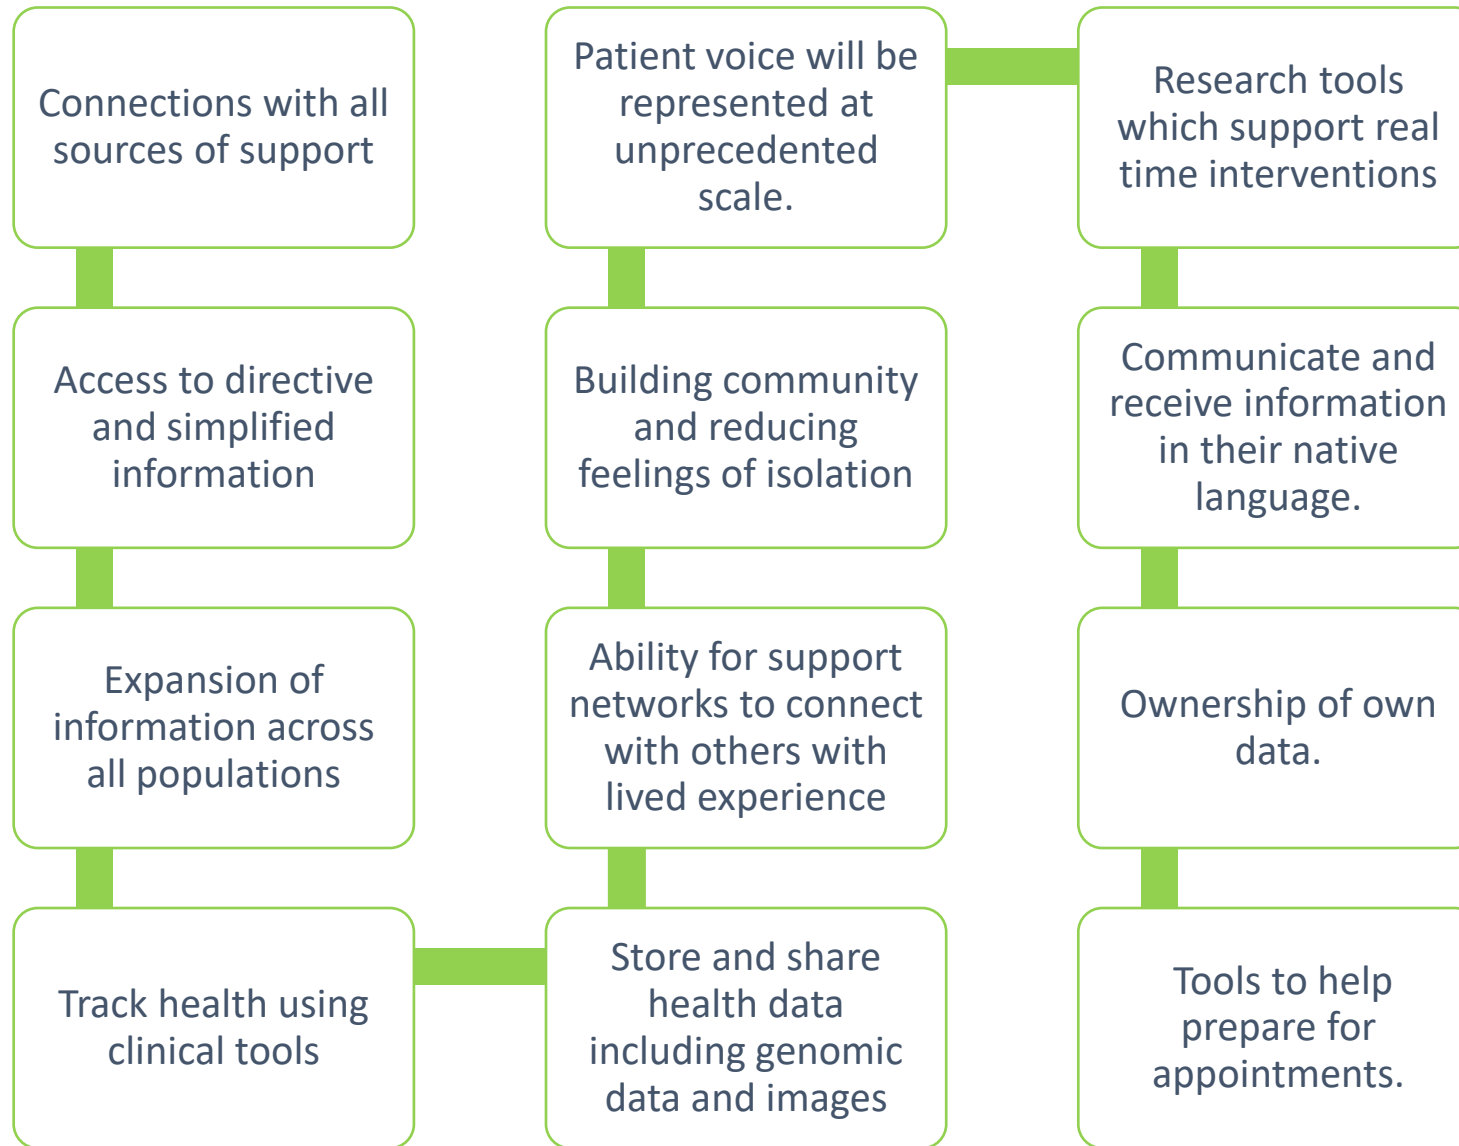 Connections with all
sources of support
Access to directive
and simplified
information
Expansion of
information across
all populations
Track health using
clinical tools
Store and share
health data
including genomic
data and images
Ability for support
networks to connect
with others with
lived experience
Building community
and reducing
feelings of isolation
Patient voice will be
represented at
unprecedented
scale.
Research tools
which support real
time interventions
Communicate and
receive information
in their native
language.
Ownership of own
data.
Tools to help
prepare for
appointments.